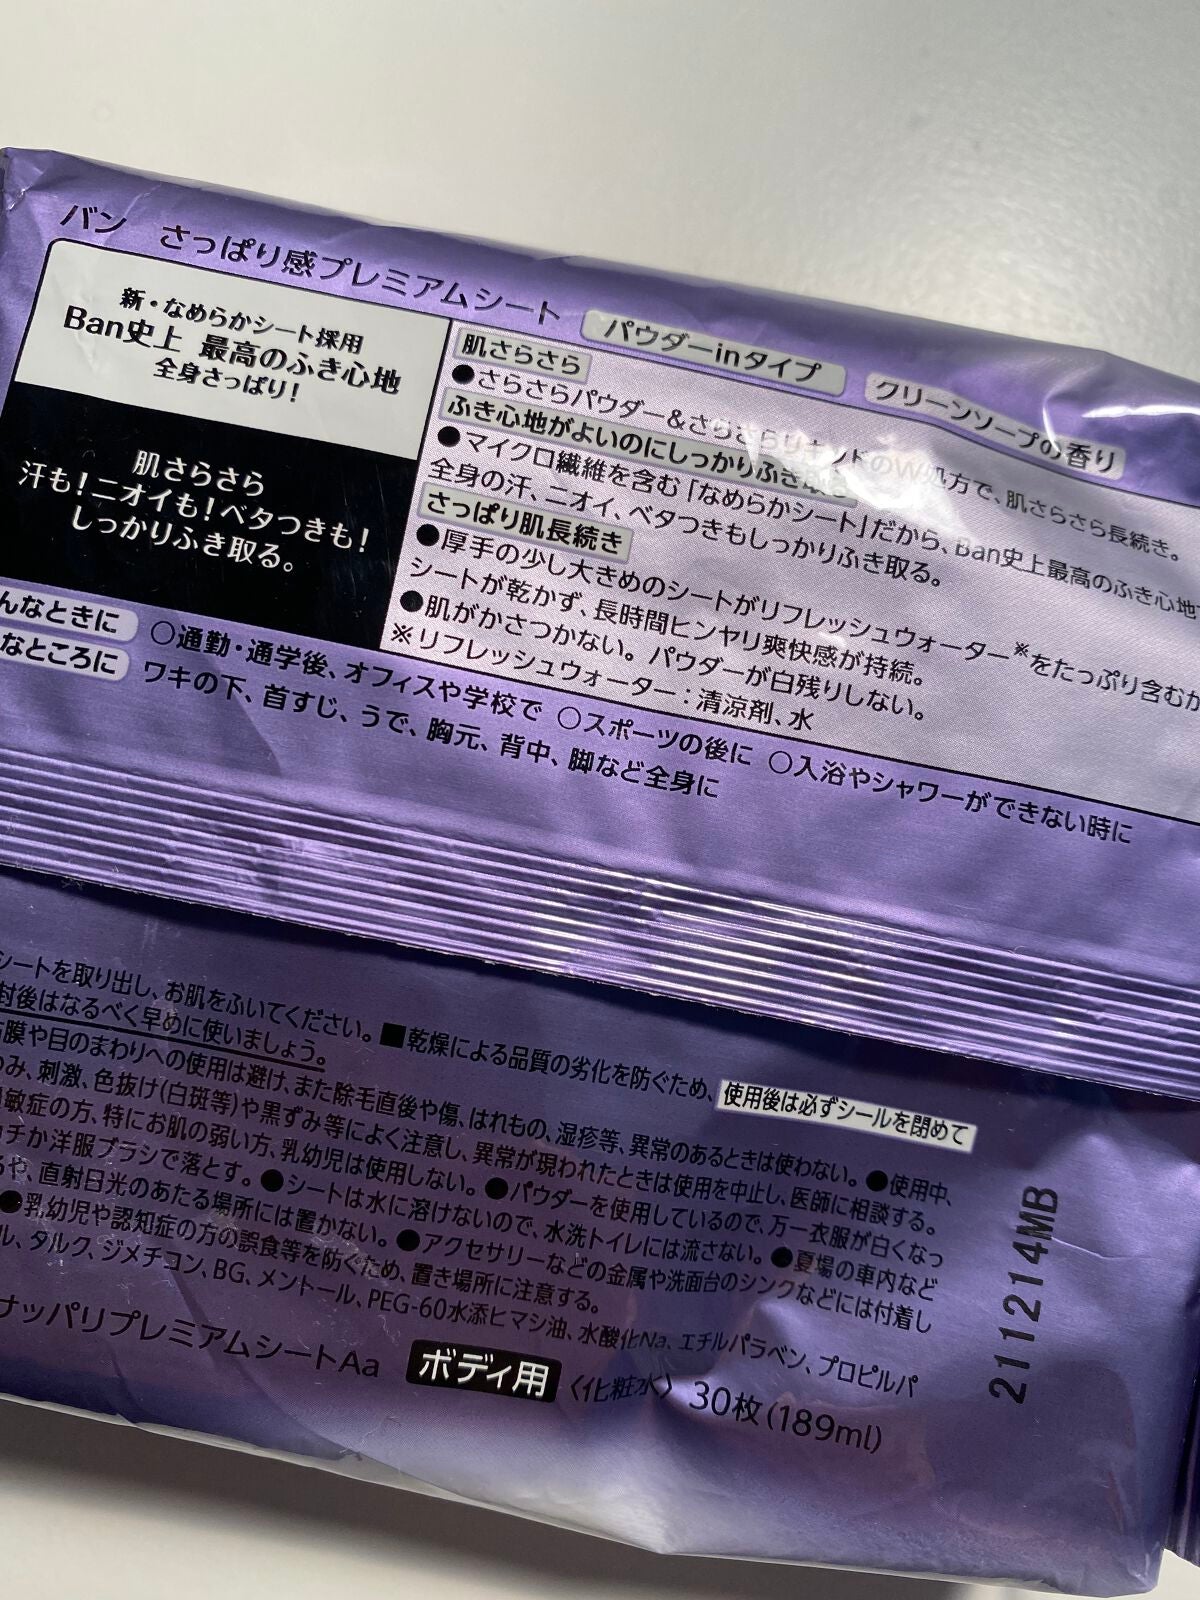 バン さっぱり感プレミアムシート パウダーinタイプ クリーンソープの香り
新・なめらかシート採用
Ban史上 最高のふき心地
全身さっぱり!
肌さらさら
汗も!ニオイも!ベタつきも!
しっかりふき取る。
肌さらさら
●さらさらパウダー&さらさらリキッドのW処方で、肌さらさら長続き。
ふき心地がよいのにしっかりふき取る
●マイクロ繊維を含む「なめらかシート」だから、Ban史上最高のふき心地
全身の汗、ニオイ、ベタつきもしっかりふき取る。
さっぱり肌長続き
●厚手の少し大きめのシートがリフレッシュウォーター※をたっぷり含むか
シートが乾かず、長時間ヒンヤリ爽快感が持続。
●肌がかさつかない。パウダーが白残りしない。
※リフレッシュウォーター:清涼剤、水
んなときに ○通勤・通学後、オフィスや学校で ○スポーツの後に ○入浴やシャワーができない時に
なところに ワキの下、首すじ、うで、胸元、背中、脚など全身に
シートを取り出し、お肌をふいてください。■乾燥による品質の劣化を防ぐため、使用後は必ずシールを閉めて
封後はなるべく早めに使いましょう。
膜や目のまわりへの使用は避け、また除毛直後や傷、はれもの、湿疹等、異常のあるときは使わない。●使用中、
み、刺激、色抜け(白斑等)や黒ずみ等によく注意し、異常が現われたときは使用を中止し、医師に相談する。
敏症の方、特にお肌の弱い方、乳幼児は使用しない。●パウダーを使用しているので、万一衣服が白くなっ
チか洋服ブラシで落とす。●シートは水に溶けないので、水洗トイレには流さない。●夏場の車内など
や、直射日光のあたる場所には置かない。●アクセサリーなどの金属や洗面台のシンクなどには付着し
●乳幼児や認知症の方の誤食等を防ぐため、置き場所に注意する。
ル、タルク、ジメチコン、BG、メントール、PEG-60水添ヒマシ油、水酸化Na、エチルパラベン、プロピルパ
ナッパリプレミアムシートAa ボディ用 〈化粧水〉 30枚(189ml)
211214MB